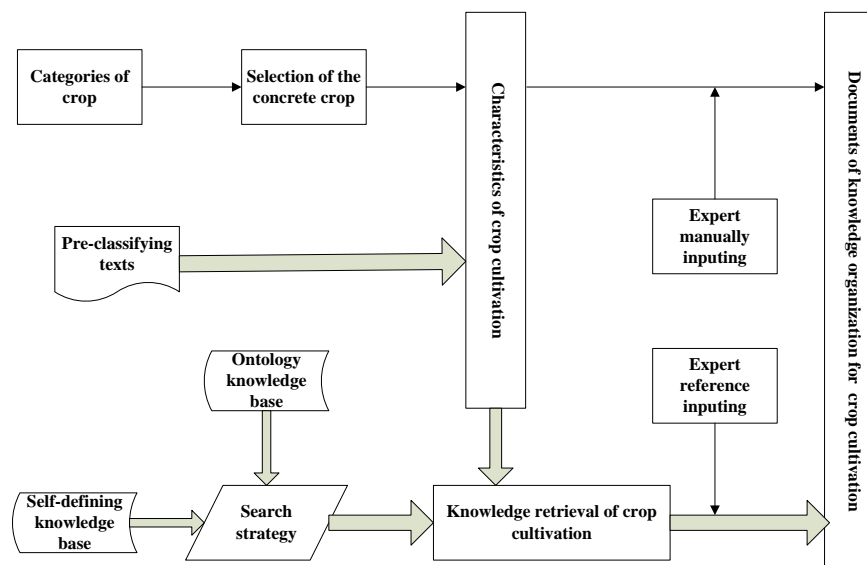 Categories of
crop
Selection of the
concrete crop
Characteristics of crop cultivation
Documents of knowledge organization for crop cultivation
Pre-classifying
texts
Expert
manually
inputing
Ontology
knowledge
base
Expert
reference
inputing
Self-defining
knowledge
base
Search
strategy
Knowledge retrieval of crop
cultivation